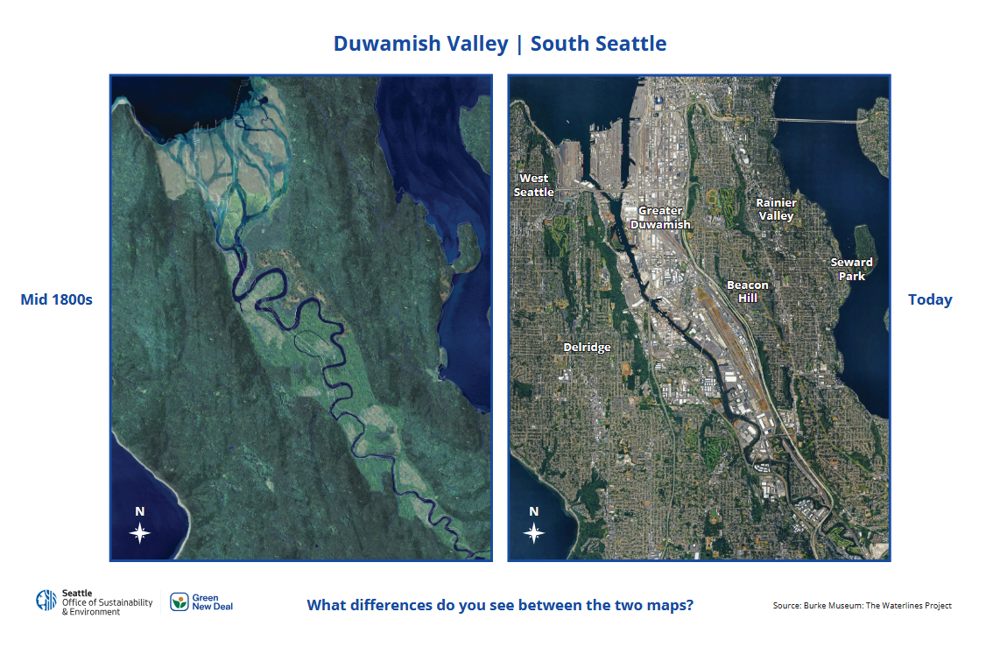 Duwamish Valley | South Seattle
Mid 1800s
N
West
Seattle
Greater
Duwamish
Rainier
Valley
Seward
Park
Beacon
Hill
Delridge
N
Today
Seattle
Office of Sustainability
& Environment
Green
New Deal
What differences do you see between the two maps?
Source: Burke Museum: The Waterlines Project